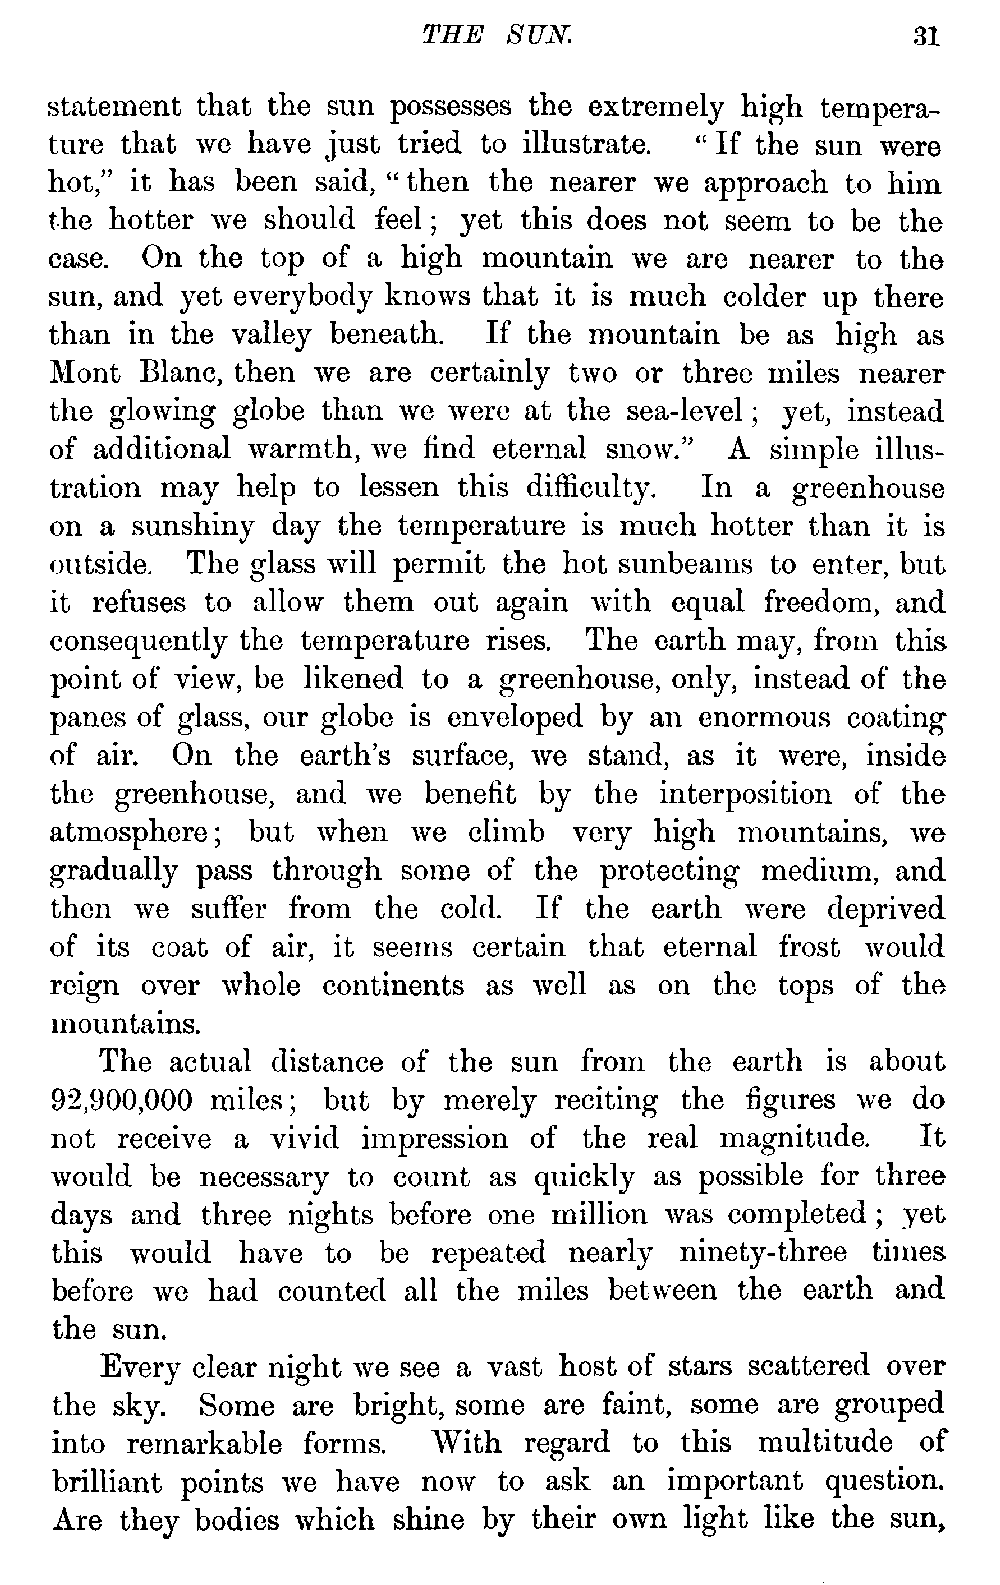 THE SUN. 31
statement that the sun possesses the extremely high tempera-
ture that we have just tried to illustrate. “If the sun were
hot,” it has been said, “then the nearer we approach to him
the hotter we should feel; yet this does not seem to be the
case. On the top of a high mountain we are nearer to the
sun, and yet everybody knows that it is much colder up there
than in the valley beneath. If the mountain be as high as
Mont Blanc, then we are certainly two or three miles nearer
the glowing globe than we were at the sea-level; yet, instead
of additional warmth, we find eternal snow.” A simple illus-
tration may help to lessen this difficulty. In a greenhouse
on a sunshiny day the temperature is much hotter than it is
outside. The glass will permit the hot sunbeams to enter, but
it refuses to allow them out again with equal freedom, and
consequently the temperature rises. The earth may, from this
point of view, be likened to a greenhouse, only, instead of the
panes of glass, our globe is enveloped by an enormous coating
of air. On the earth’s surface, we stand, as it were, inside
the greenhouse, and we benefit by the interposition of the
atmosphere; but when we climb very high mountains, we
gradually pass through some of the protecting medium, and
then we suffer from the cold. If the earth were deprived
of its coat of air, it seems certain that eternal frost would
reign over whole continents as well as on the tops of the
mountains.
The actual distance of the sun from the earth is about
92,900,000 miles; but by merely reciting the figures we do
not receive a vivid impression of the real magnitude. It
would be necessary to count as quickly as possible for three
days and three nights before one million was completed; yet
this would have to be repeated nearly ninety-three times
before we had counted all the miles between the earth and
the sun.
Every clear night we see a vast host of stars scattered over
the sky. Some are bright, some are faint, some are grouped
into remarkable forms. With regard to this multitude of
brilliant points we have now to ask an important question.
Are they bodies which shine by their own light like the sun,